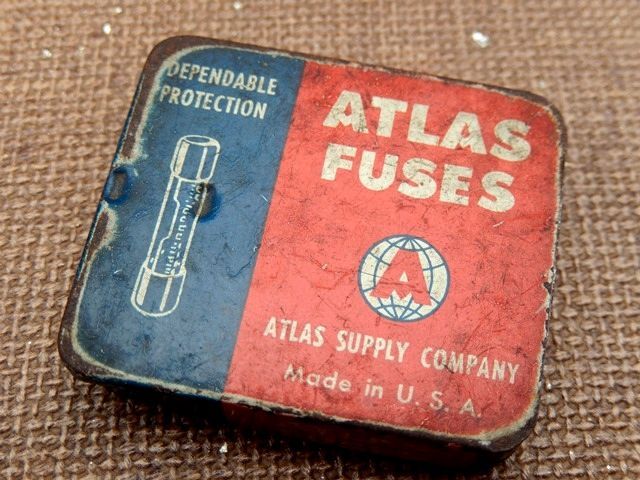 DEPENDABLE
PROTECTION
ATLAS
FUSES
A
ATLAS SUPPLY COMPANY
Made in U. S. A.